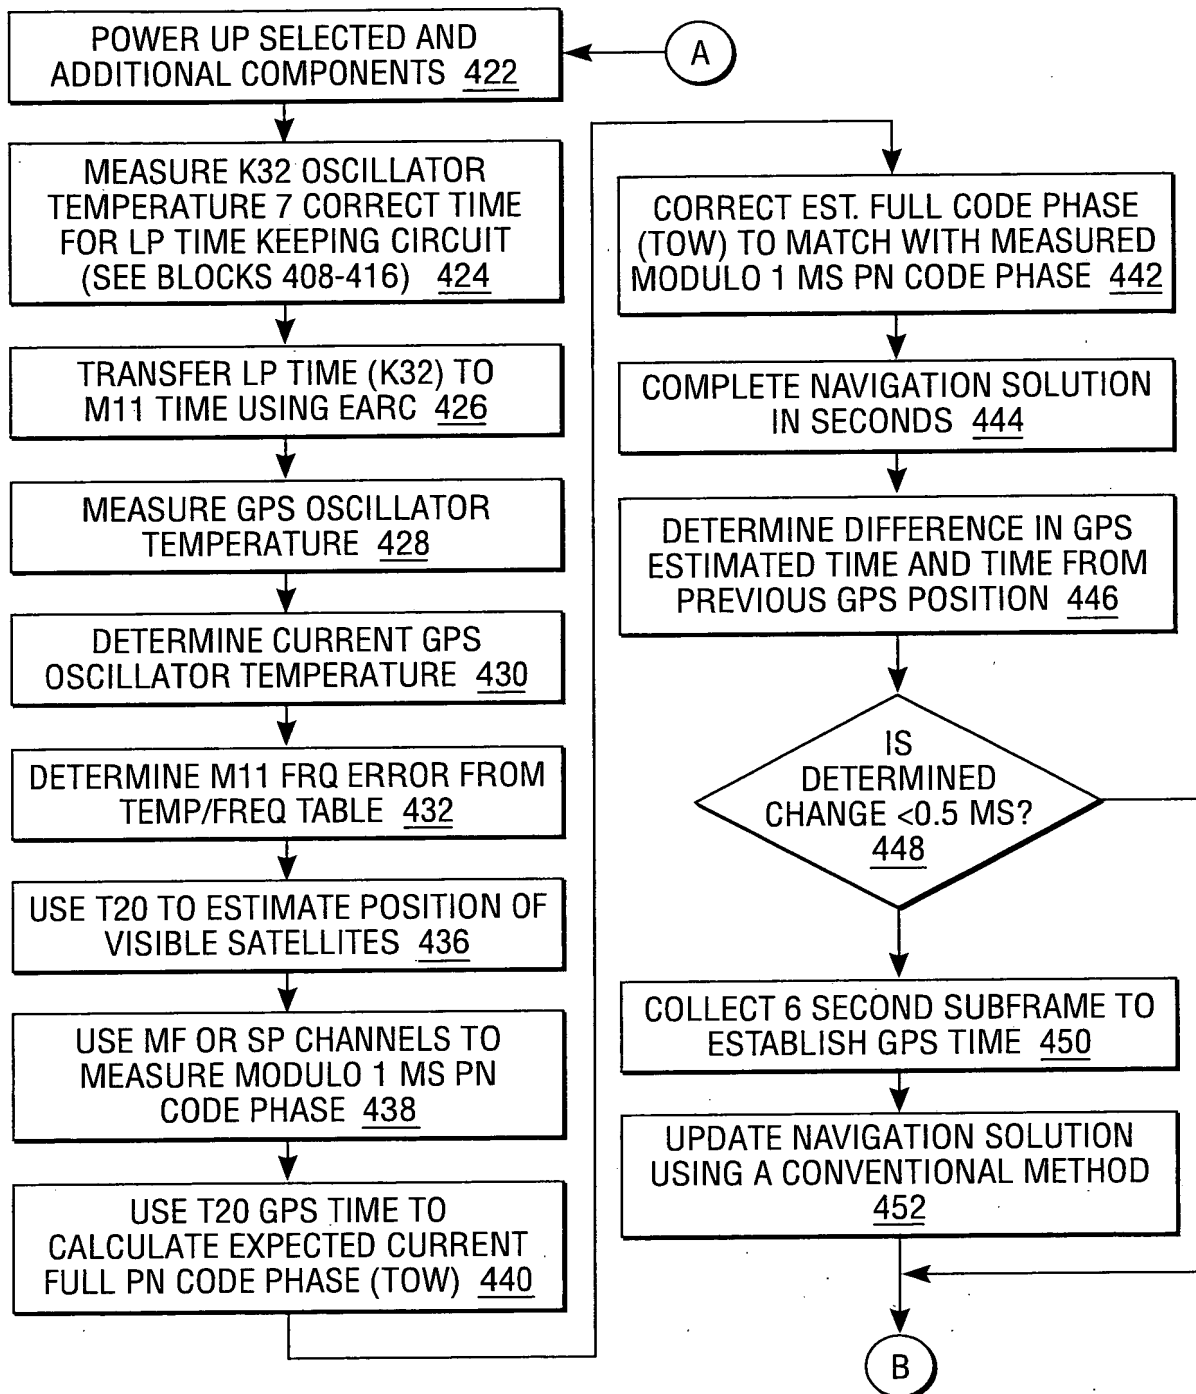 A
POWER UP SELECTED AND
ADDITIONAL COMPONENTS 422
MEASURE K32 OSCILLATOR
TEMPERATURE 7 CORRECT TIME
FOR LP TIME KEEPING CIRCUIT
(SEE BLOCKS 408-416) 424
TRANSFER LP TIME (K32) TO
M11 TIME USING EARC 426
MEASURE GPS OSCILLATOR
TEMPERATURE 428
DETERMINE CURRENT GPS
OSCILLATOR TEMPERATURE 430
DETERMINE M11 FRQ ERROR FROM
TEMP/FREQ TABLE 432
USE T20 TO ESTIMATE POSITION OF
VISIBLE SATELLITES 436
USE MF OR SP CHANNELS TO
MEASURE MODULO 1 MS PN
CODE PHASE 438
USE T20 GPS TIME TO
CALCULATE EXPECTED CURRENT
FULL PN CODE PHASE (TOW) 440
CORRECT EST. FULL CODE PHASE
(TOW) TO MATCH WITH MEASURED
MODULO 1 MS PN CODE PHASE 442
COMPLETE NAVIGATION SOLUTION
IN SECONDS 444
DETERMINE DIFFERENCE IN GPS
ESTIMATED TIME AND TIME FROM
PREVIOUS GPS POSITION 446
IS
DETERMINED
CHANGE <0.5 MS?
448
COLLECT 6 SECOND SUBFRAME TO
ESTABLISH GPS TIME 450
UPDATE NAVIGATION SOLUTION
USING A CONVENTIONAL METHOD
452
B